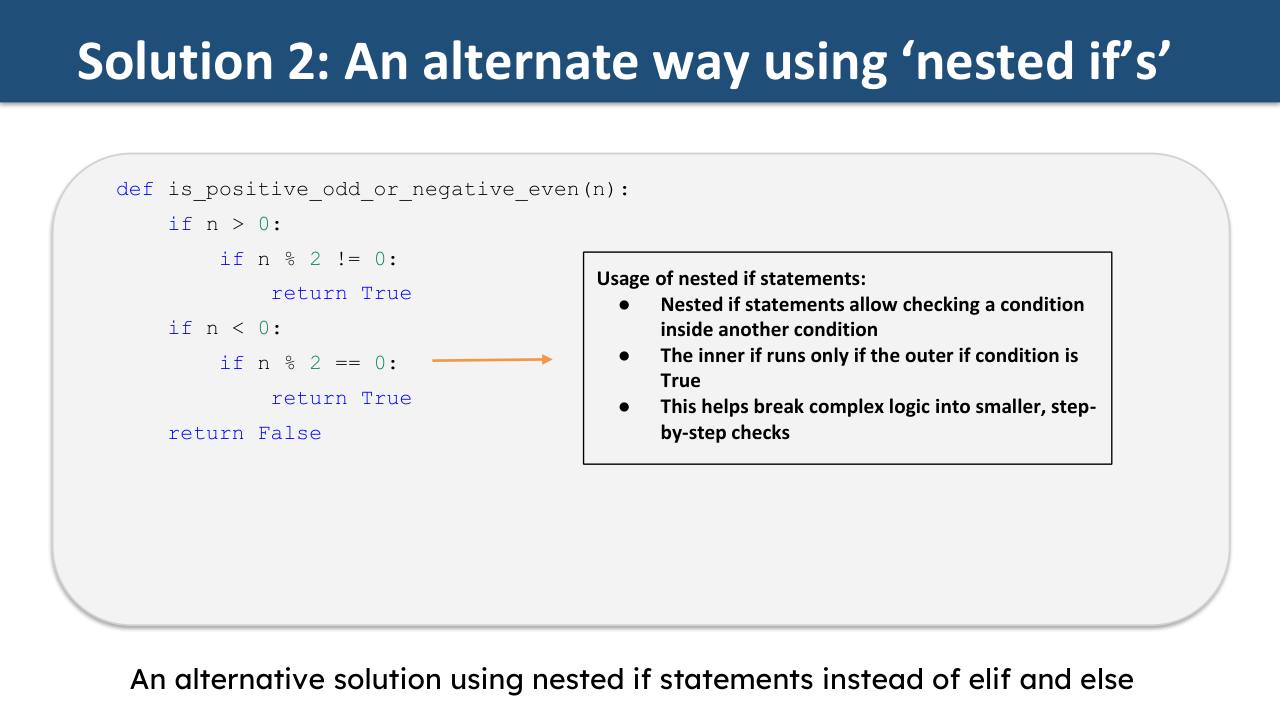 Solution 2: An alternate way using ‘nested if’s’
def is_positive_odd_or_negative_even(n):
    if n > 0:
        if n % 2 != 0:
            return True
    if n < 0:
        if n % 2 == 0:
            return True
    return False
Usage of nested if statements:
● Nested if statements allow checking a condition
inside another condition
● The inner if runs only if the outer if condition is
True
● This helps break complex logic into smaller, step-
by-step checks
An alternative solution using nested if statements instead of elif and else